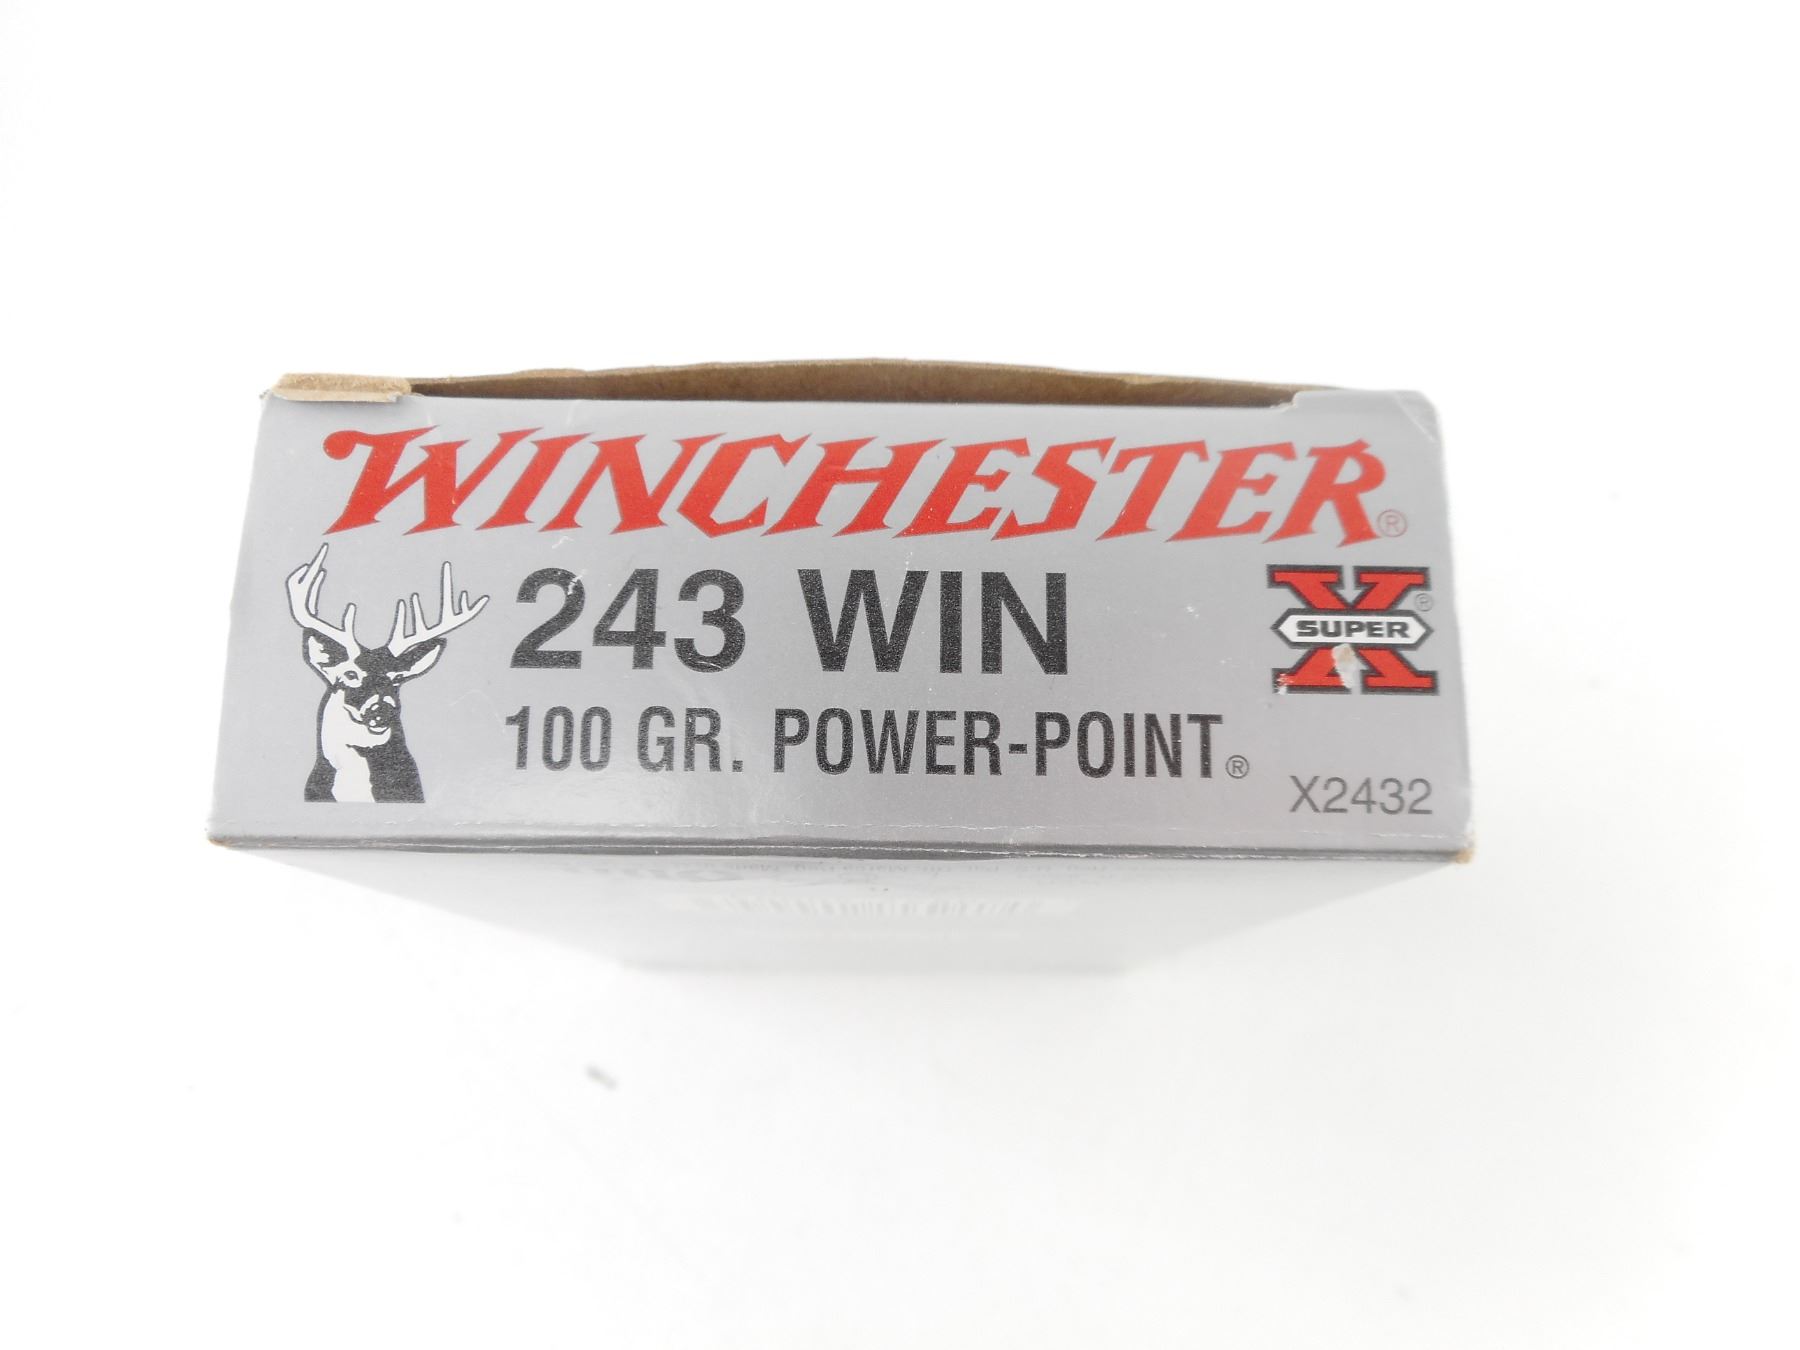 WINCHESTER®
243 WIN
SUPER X®
100 GR. POWER-POINT®
X2432